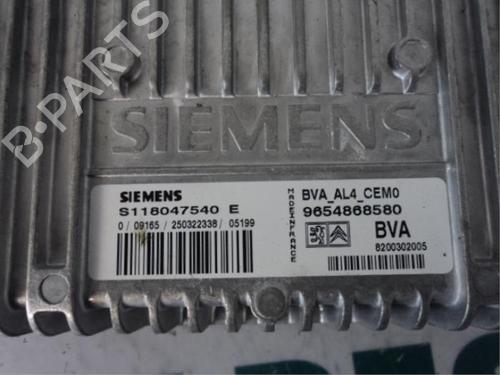 B-PARTS
SIEMENS
SIEMENS
S118047540 E
0 / 09165 / 250322338 / 05199
MADE IN FRANCE
BVA_AL4_CEM0
9654868580
BVA
8200302005